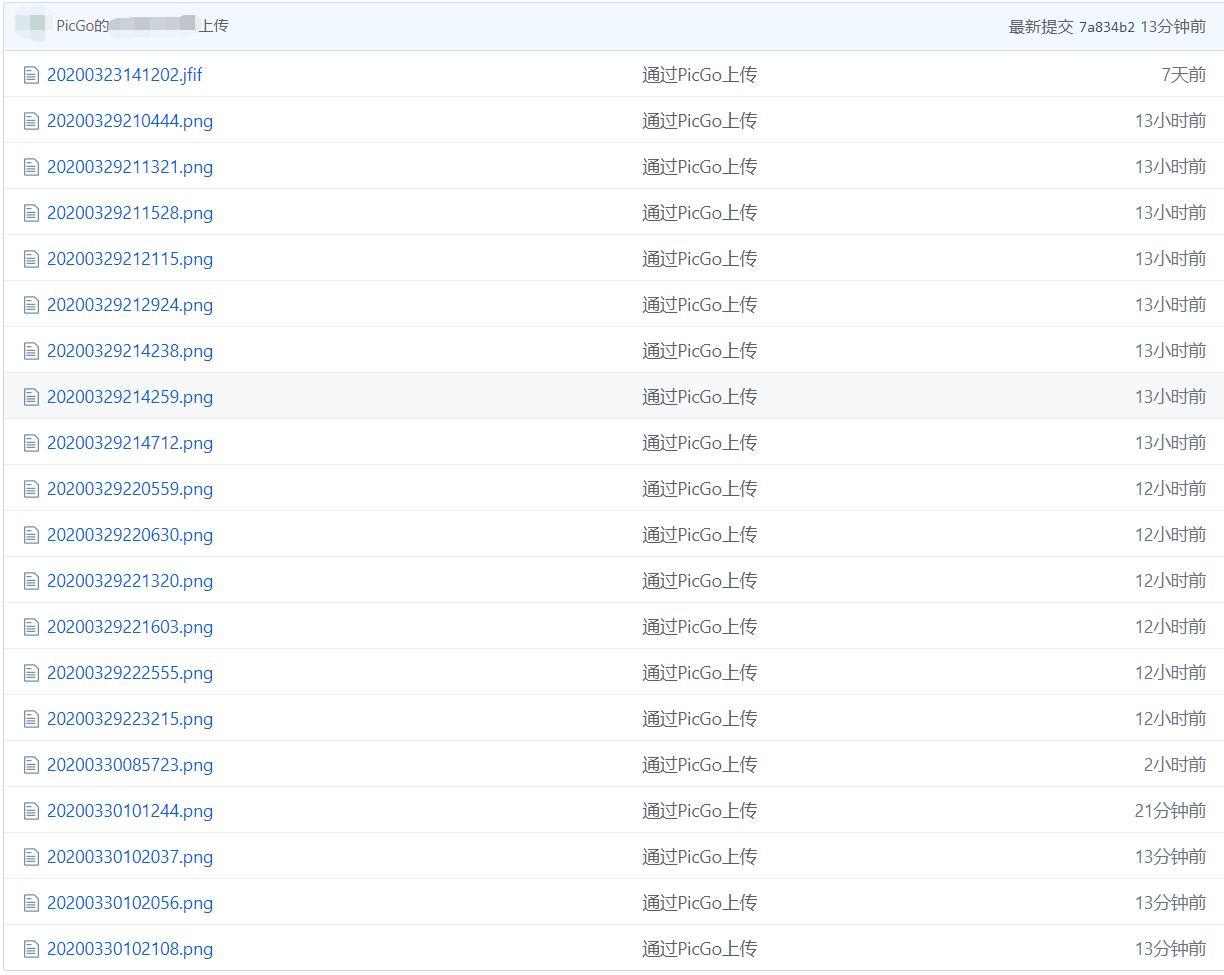 PicGo的 上传 最新提交 7a834b2 13分钟前
20200323141202.jfif 通过PicGo上传 7天前
20200329210444.png 通过PicGo上传 13小时前
20200329211321.png 通过PicGo上传 13小时前
20200329211528.png 通过PicGo上传 13小时前
20200329212115.png 通过PicGo上传 13小时前
20200329212924.png 通过PicGo上传 13小时前
20200329214238.png 通过PicGo上传 13小时前
20200329214259.png 通过PicGo上传 13小时前
20200329214712.png 通过PicGo上传 13小时前
20200329220559.png 通过PicGo上传 12小时前
20200329220630.png 通过PicGo上传 12小时前
20200329221320.png 通过PicGo上传 12小时前
20200329221603.png 通过PicGo上传 12小时前
20200329222555.png 通过PicGo上传 12小时前
20200329223215.png 通过PicGo上传 12小时前
20200330085723.png 通过PicGo上传 2小时前
20200330101244.png 通过PicGo上传 21分钟前
20200330102037.png 通过PicGo上传 13分钟前
20200330102056.png 通过PicGo上传 13分钟前
20200330102108.png 通过PicGo上传 13分钟前